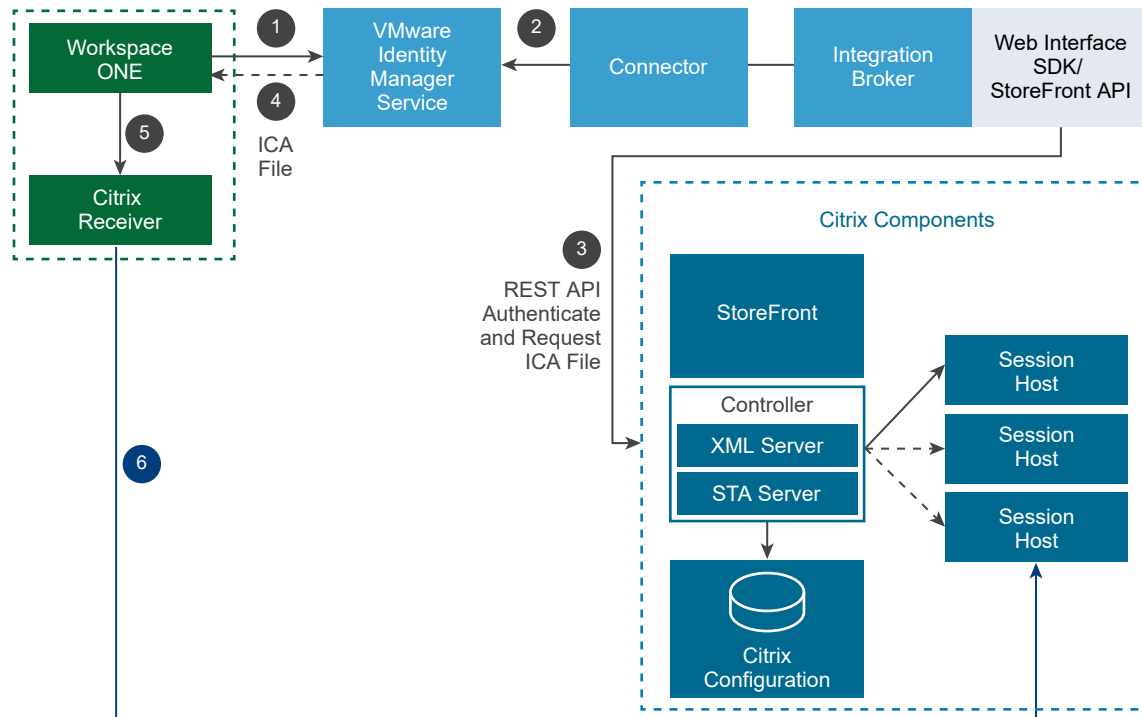 Workspace
ONE
1
VMware
Identity
Manager
Service
2
Connector
Integration
Broker
Web Interface
SDK/
StoreFront API
4
ICA
File
5
Citrix
Receiver
3
REST API
Authenticate
and Request
ICA File
6
Citrix Components
StoreFront
Controller
XML Server
STA Server
Citrix
Configuration
Session
Host
Session
Host
Session
Host